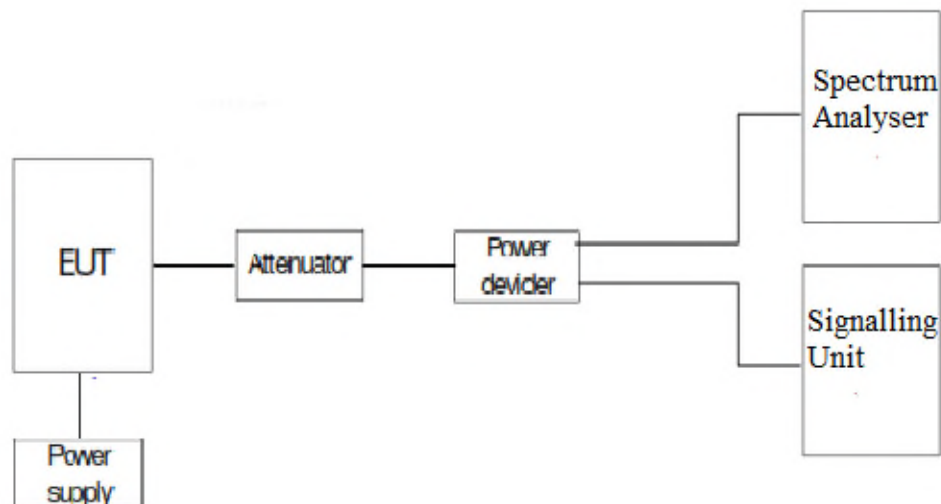 Spectrum
Analyser
EUT
Attenuator
Power
devider
Signalling
Unit
Power
supply